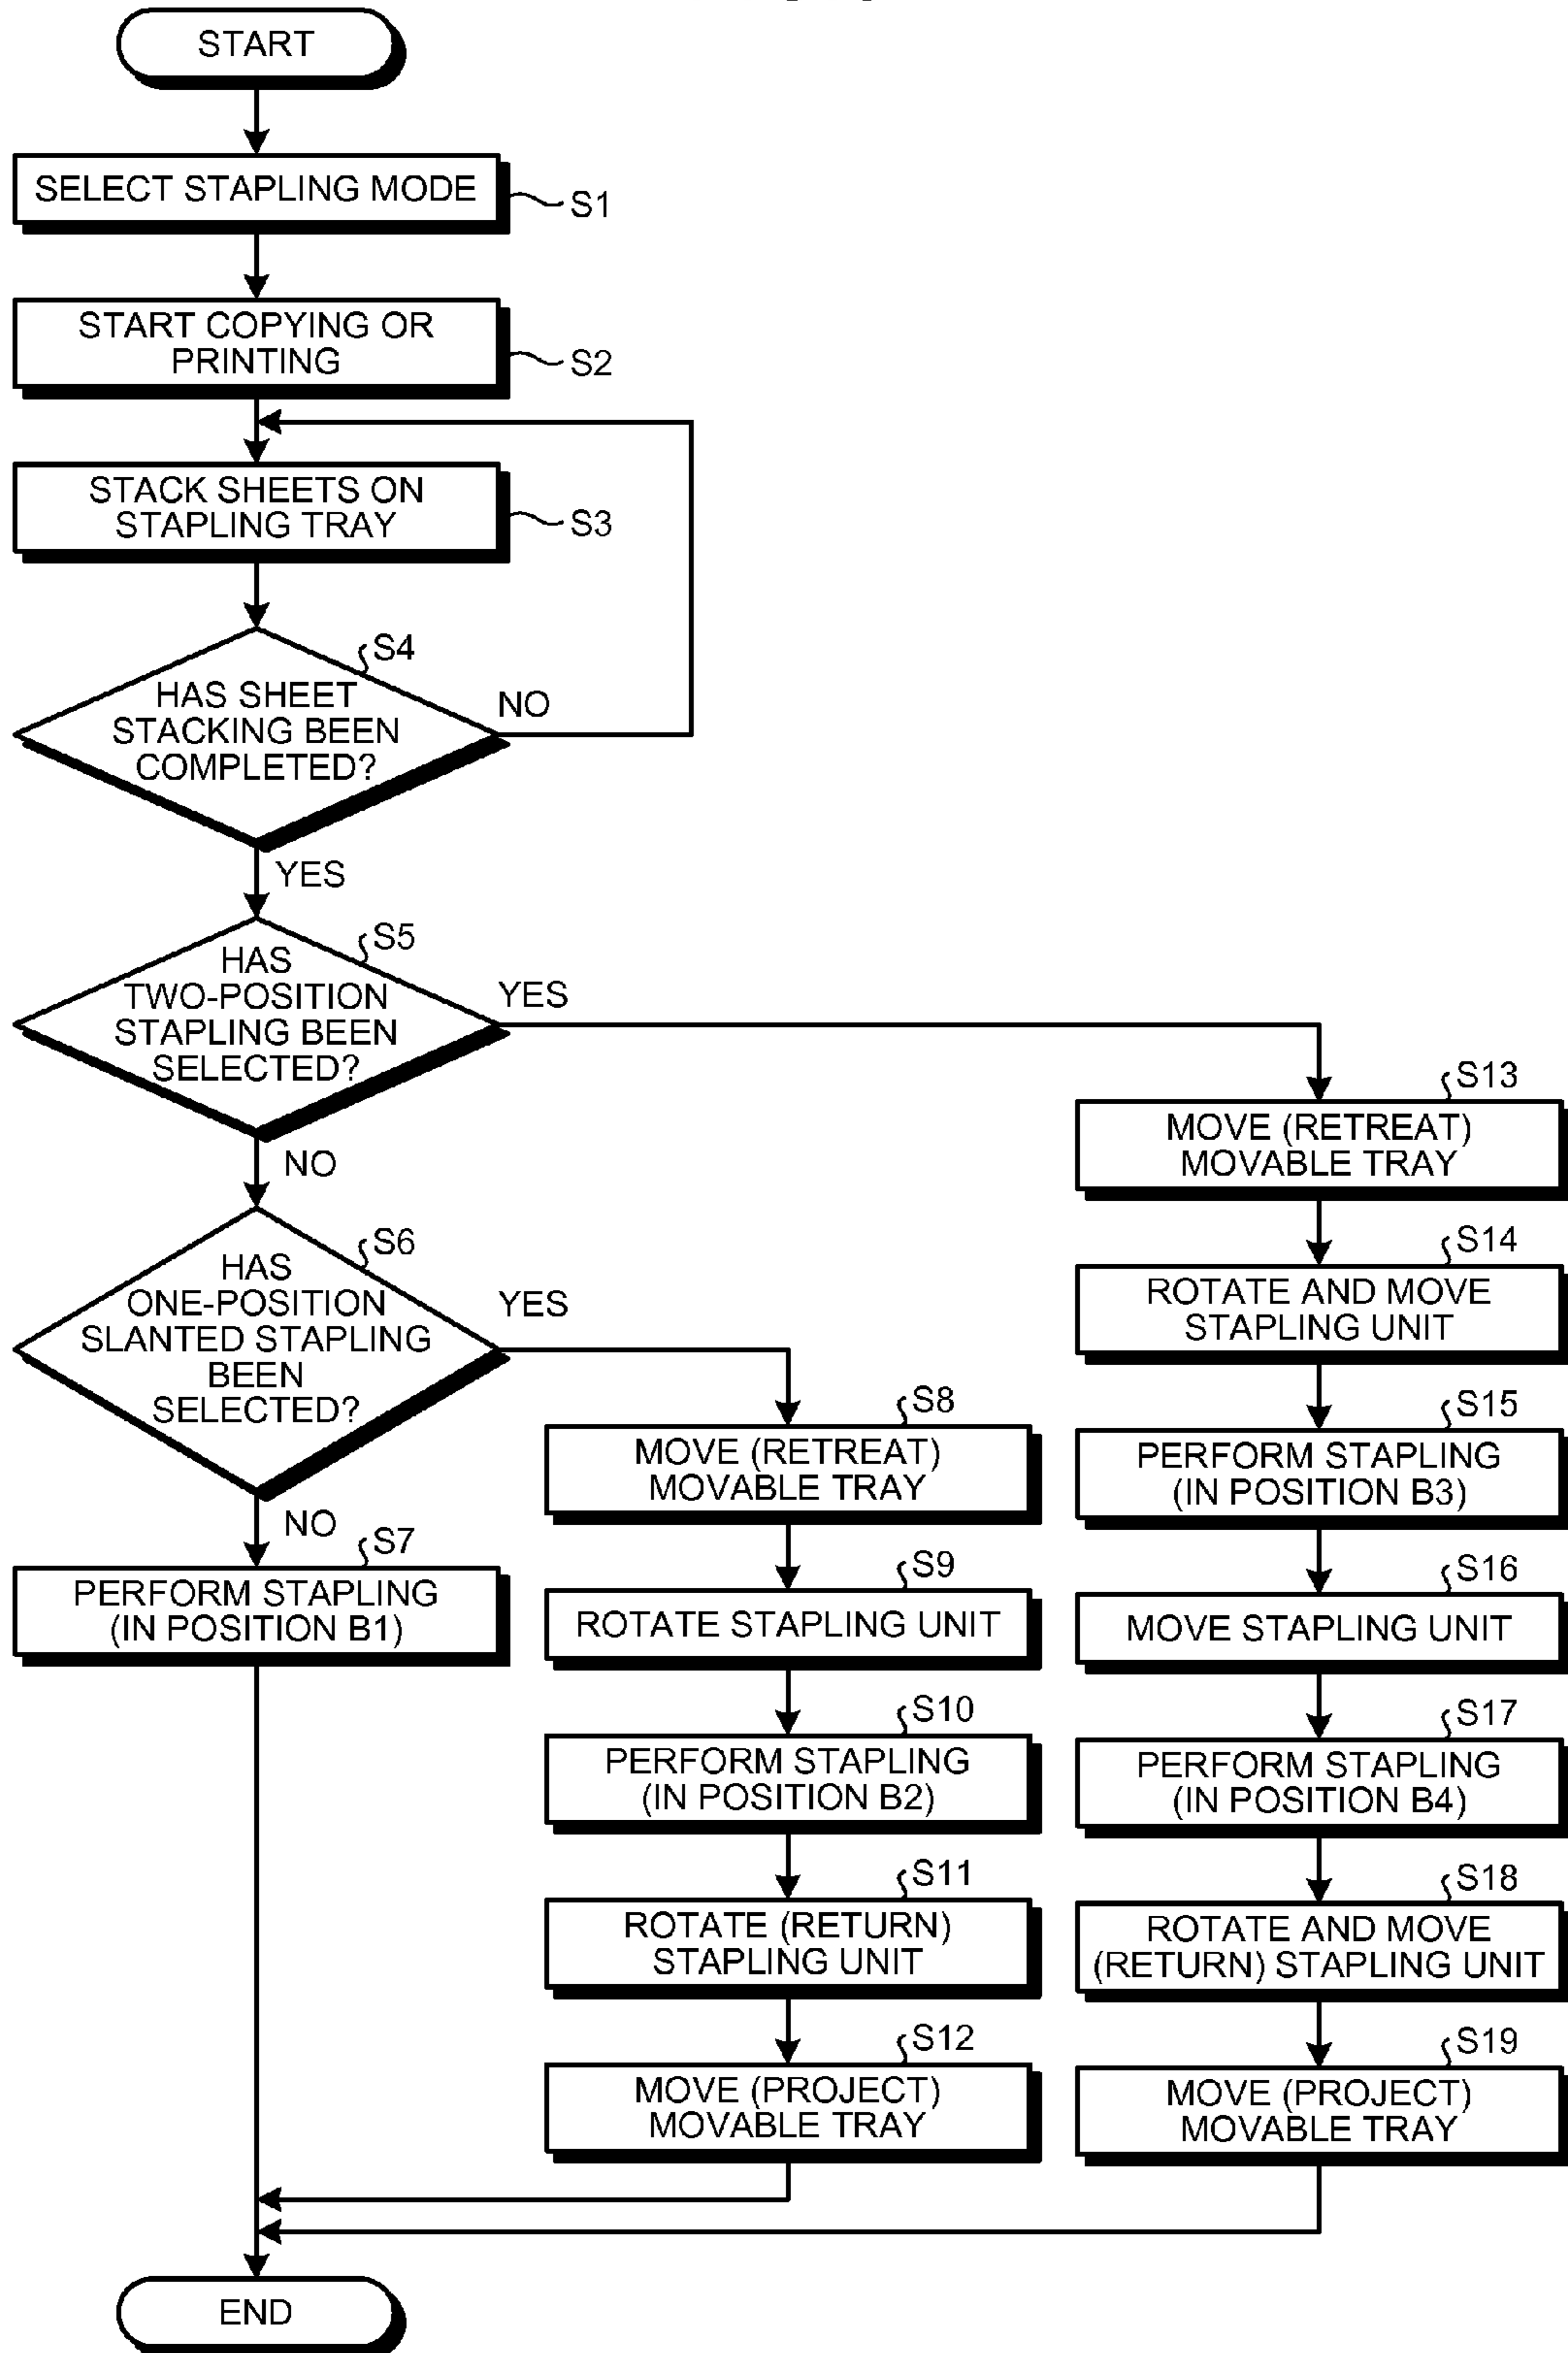 START
SELECT STAPLING MODE
S1
START COPYING OR
PRINTING
S2
STACK SHEETS ON
STAPLING TRAY
S3
S4
HAS SHEET
STACKING BEEN
COMPLETED?
NO
YES
S5
HAS
TWO-POSITION
STAPLING BEEN
SELECTED?
YES
NO
S6
HAS
ONE-POSITION
SLANTED STAPLING
BEEN
SELECTED?
YES
NO
S7
PERFORM STAPLING
(IN POSITION B1)
S8
MOVE (RETREAT)
MOVABLE TRAY
S9
ROTATE STAPLING UNIT
S10
PERFORM STAPLING
(IN POSITION B2)
S11
ROTATE (RETURN)
STAPLING UNIT
S12
MOVE (PROJECT)
MOVABLE TRAY
S13
MOVE (RETREAT)
MOVABLE TRAY
S14
ROTATE AND MOVE
STAPLING UNIT
S15
PERFORM STAPLING
(IN POSITION B3)
S16
MOVE STAPLING UNIT
S17
PERFORM STAPLING
(IN POSITION B4)
S18
ROTATE AND MOVE
(RETURN) STAPLING UNIT
S19
MOVE (PROJECT)
MOVABLE TRAY
END